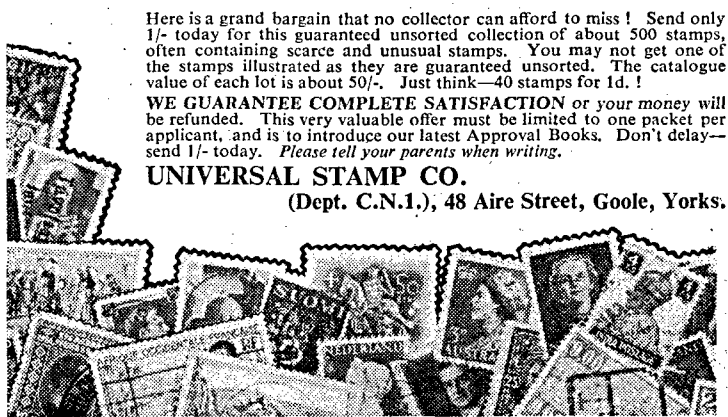 Here is a grand bargain that no collector can afford to miss ! Send only
1/- today for this guaranteed unsorted collection of about 500 stamps,
often containing scarce and unusual stamps. You may not get one of
the stamps illustrated as they are guaranteed unsorted. The catalogue
value of each lot is about 50/-. Just think—40 stamps for 1d. !
WE GUARANTEE COMPLETE SATISFACTION or your money will
be refunded. This very valuable offer must be limited to one packet per
applicant, and is to introduce our latest Approval Books. Don't delay—
send 1/- today. Please tell your parents when writing.
UNIVERSAL STAMP CO.
(Dept. C.N.1.), 48 Aire Street, Goole, Yorks.
SUOMI
NEDERLAND
RF